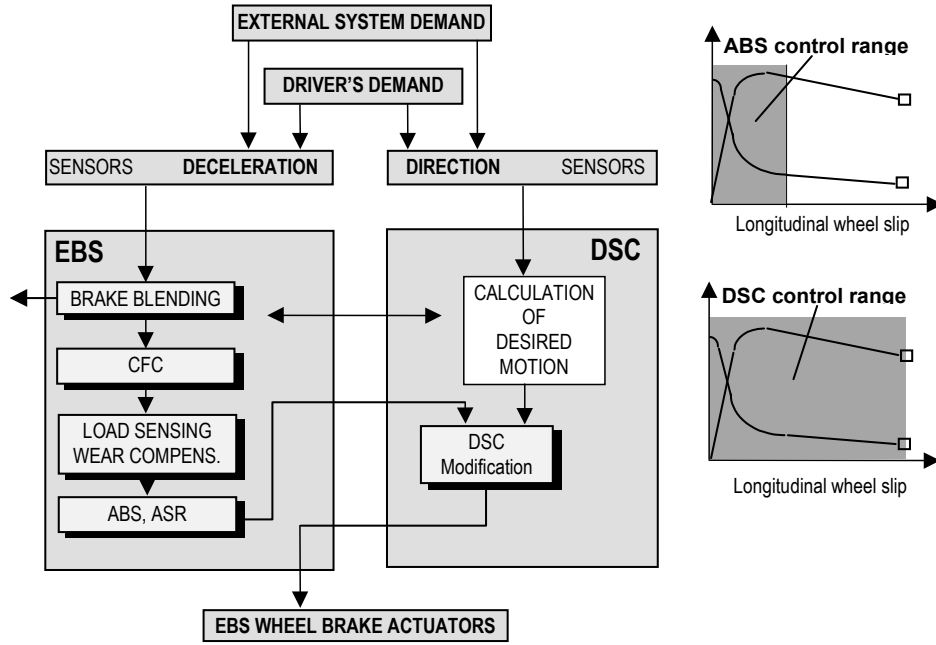 EXTERNAL SYSTEM DEMAND
DRIVER'S DEMAND
SENSORS DECELERATION
DIRECTION SENSORS
EBS
BRAKE BLENDING
CFC
LOAD SENSING
WEAR COMPENS.
ABS, ASR
DSC
CALCULATION
OF
DESIRED
MOTION
DSC
Modification
EBS WHEEL BRAKE ACTUATORS
ABS control range
Longitudinal wheel slip
DSC control range
Longitudinal wheel slip